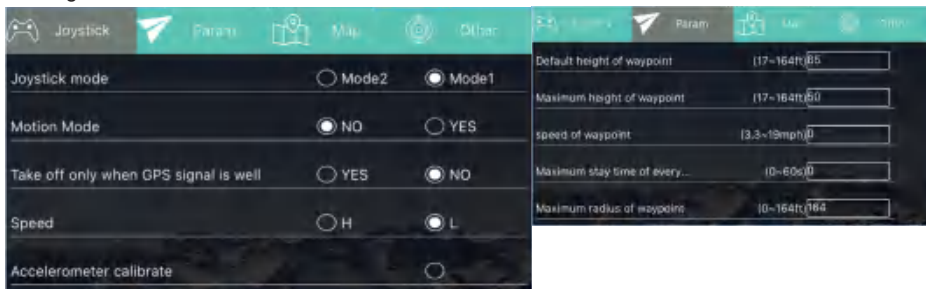 Joystick Param Map Other
Joystick mode Mode2 Mode1
Motion Mode NO YES
Take off only when GPS signal is well YES NO
Speed H L
Accelerometer calibrate
Param Other
Default height of waypoint (17~164ft) 65
Maximum height of waypoint (17~164ft) 50
speed of waypoint (3.3~19mph) 0
Maximum stay time of every... (0~60s) 0
Maximum radius of waypoint (0~164ft) 164